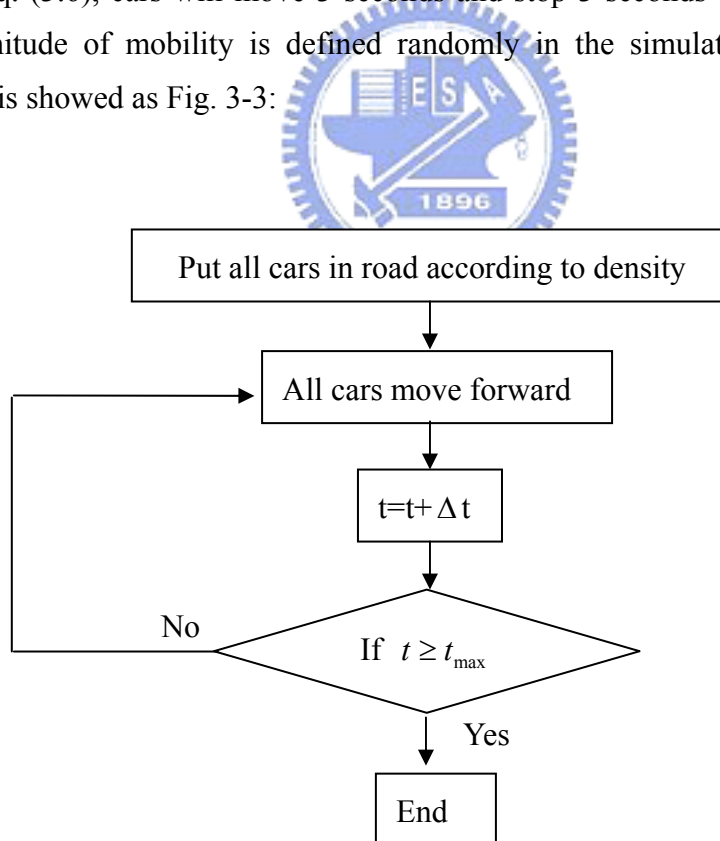 q. (3.6), cars will move 3 seconds and stop 3 seconds
nitude of mobility is defined randomly in the simulat
is showed as Fig. 3-3:
E S A
1896
Put all cars in road according to density
All cars move forward
t=t+ Δ t
No
If t ≥ t_max
Yes
End